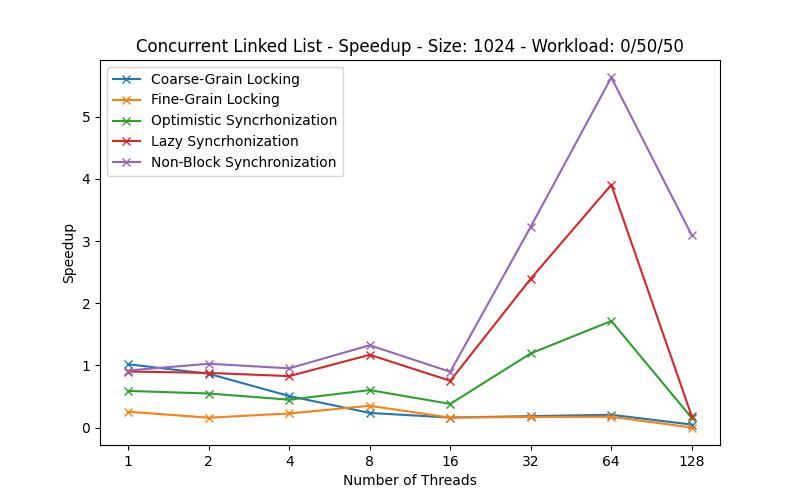 Concurrent Linked List - Speedup - Size: 1024 - Workload: 0/50/50
Coarse-Grain Locking
Fine-Grain Locking
Optimistic Syncrhonization
Lazy Syncrhonization
Non-Block Synchronization
Speedup
5
4
3
2
1
0
1 2 4 8 16 32 64 128
Number of Threads